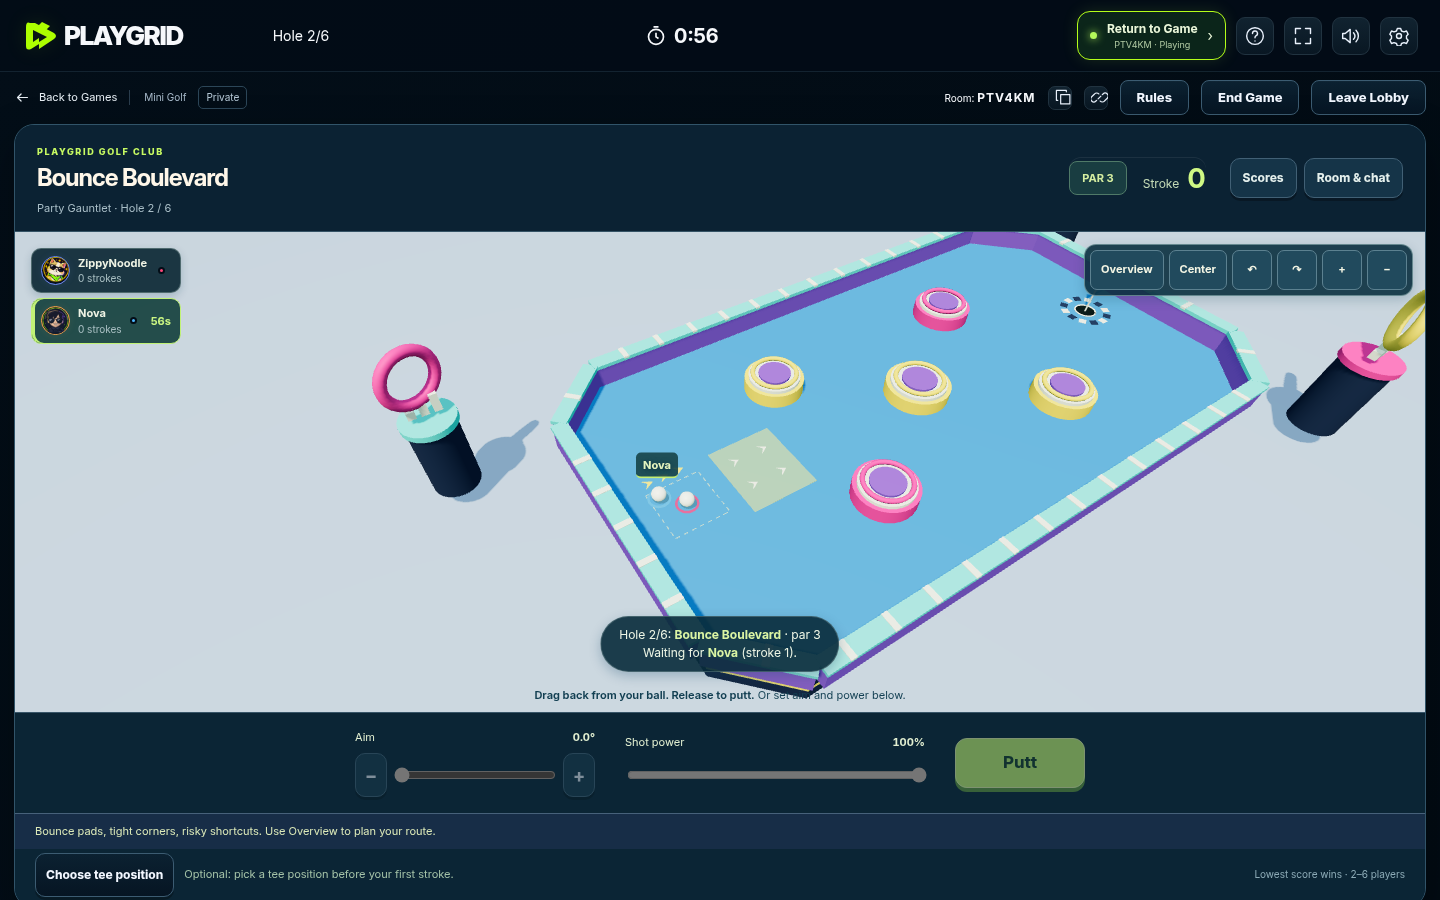 PLAYGRID
Hole 2/6
0:56
Return to Game
PTV4KM · Playing
Back to Games
Mini Golf
Private
Room: PTV4KM
Rules
End Game
Leave Lobby
PLAYGRID GOLF CLUB
Bounce Boulevard
Party Gauntlet · Hole 2 / 6
PAR 3
Stroke 0
Scores
Room & chat
ZippyNoodle
0 strokes
Nova
0 strokes
56s
Overview
Center
Nova
Hole 2/6: Bounce Boulevard · par 3
Waiting for Nova (stroke 1).
Drag back from your ball. Release to putt. Or set aim and power below.
Aim
0.0°
Shot power
100%
Putt
Bounce pads, tight corners, risky shortcuts. Use Overview to plan your route.
Choose tee position
Optional: pick a tee position before your first stroke.
Lowest score wins · 2–6 players